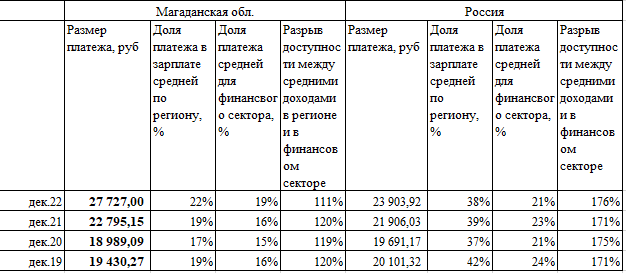 Магаданская обл. Россия
Размер платежа, руб Доля платежа в зарплате средней по региону, % Доля платежа средней для финансвого сектора, % Разрыв доступности между средними доходами в регионе и в финансовом секторе Размер платежа, руб Доля платежа в зарплате средней по региону, % Доля платежа средней для финансвого сектора, % Разрыв доступности между средними доходами и в финансовом секторе
дек.22 27 727,00 22% 19% 111% 23 903,92 38% 21% 176%
дек.21 22 795,15 19% 16% 120% 21 906,03 39% 23% 171%
дек.20 18 989,09 17% 15% 119% 19 691,17 37% 21% 175%
дек.19 19 430,27 19% 16% 120% 20 101,32 42% 24% 171%